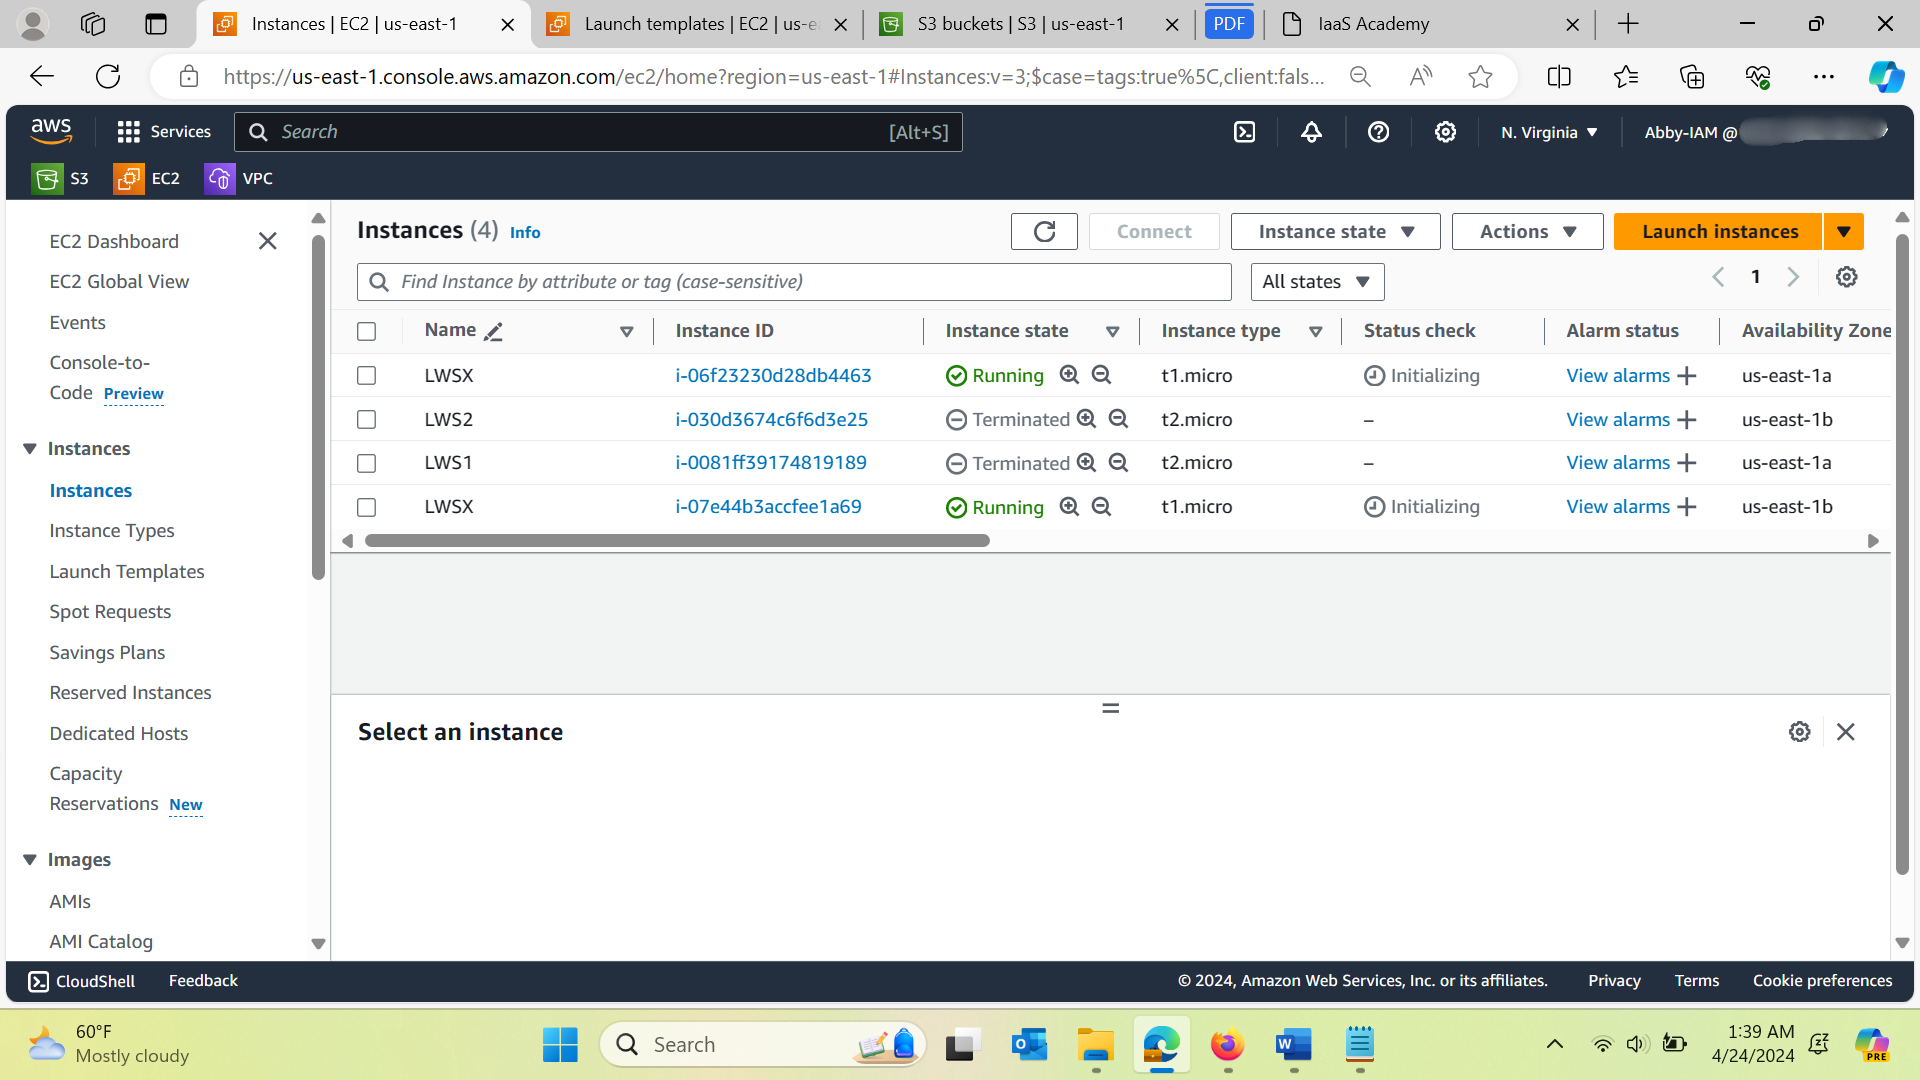 Instances | EC2 | us-east-1
Launch templates | EC2 | us-ea
S3 buckets | S3 | us-east-1
PDF
IaaS Academy
https://us-east-1.console.aws.amazon.com/ec2/home?region=us-east-1#Instances:v=3;$case=tags:true%5C,client:fals...
aws
Services
Search
[Alt+S]
N. Virginia
Abby-IAM @
S3
EC2
VPC
EC2 Dashboard
EC2 Global View
Events
Console-to-
Code Preview
Instances
Instances
Instance Types
Launch Templates
Spot Requests
Savings Plans
Reserved Instances
Dedicated Hosts
Capacity
Reservations New
Images
AMIs
AMI Catalog
Instances (4) Info
Connect
Instance state
Actions
Launch instances
Find Instance by attribute or tag (case-sensitive)
All states
1
Name Instance ID Instance state Instance type Status check Alarm status Availability Zone
LWSX i-06f23230d28db4463 Running t1.micro Initializing View alarms + us-east-1a
LWS2 i-030d3674c6f6d3e25 Terminated t2.micro – View alarms + us-east-1b
LWS1 i-0081ff39174819189 Terminated t2.micro – View alarms + us-east-1a
LWSX i-07e44b3accfee1a69 Running t1.micro Initializing View alarms + us-east-1b
Select an instance
CloudShell
Feedback
© 2024, Amazon Web Services, Inc. or its affiliates.
Privacy
Terms
Cookie preferences
60°F
Mostly cloudy
Search
1:39 AM
4/24/2024
PRE